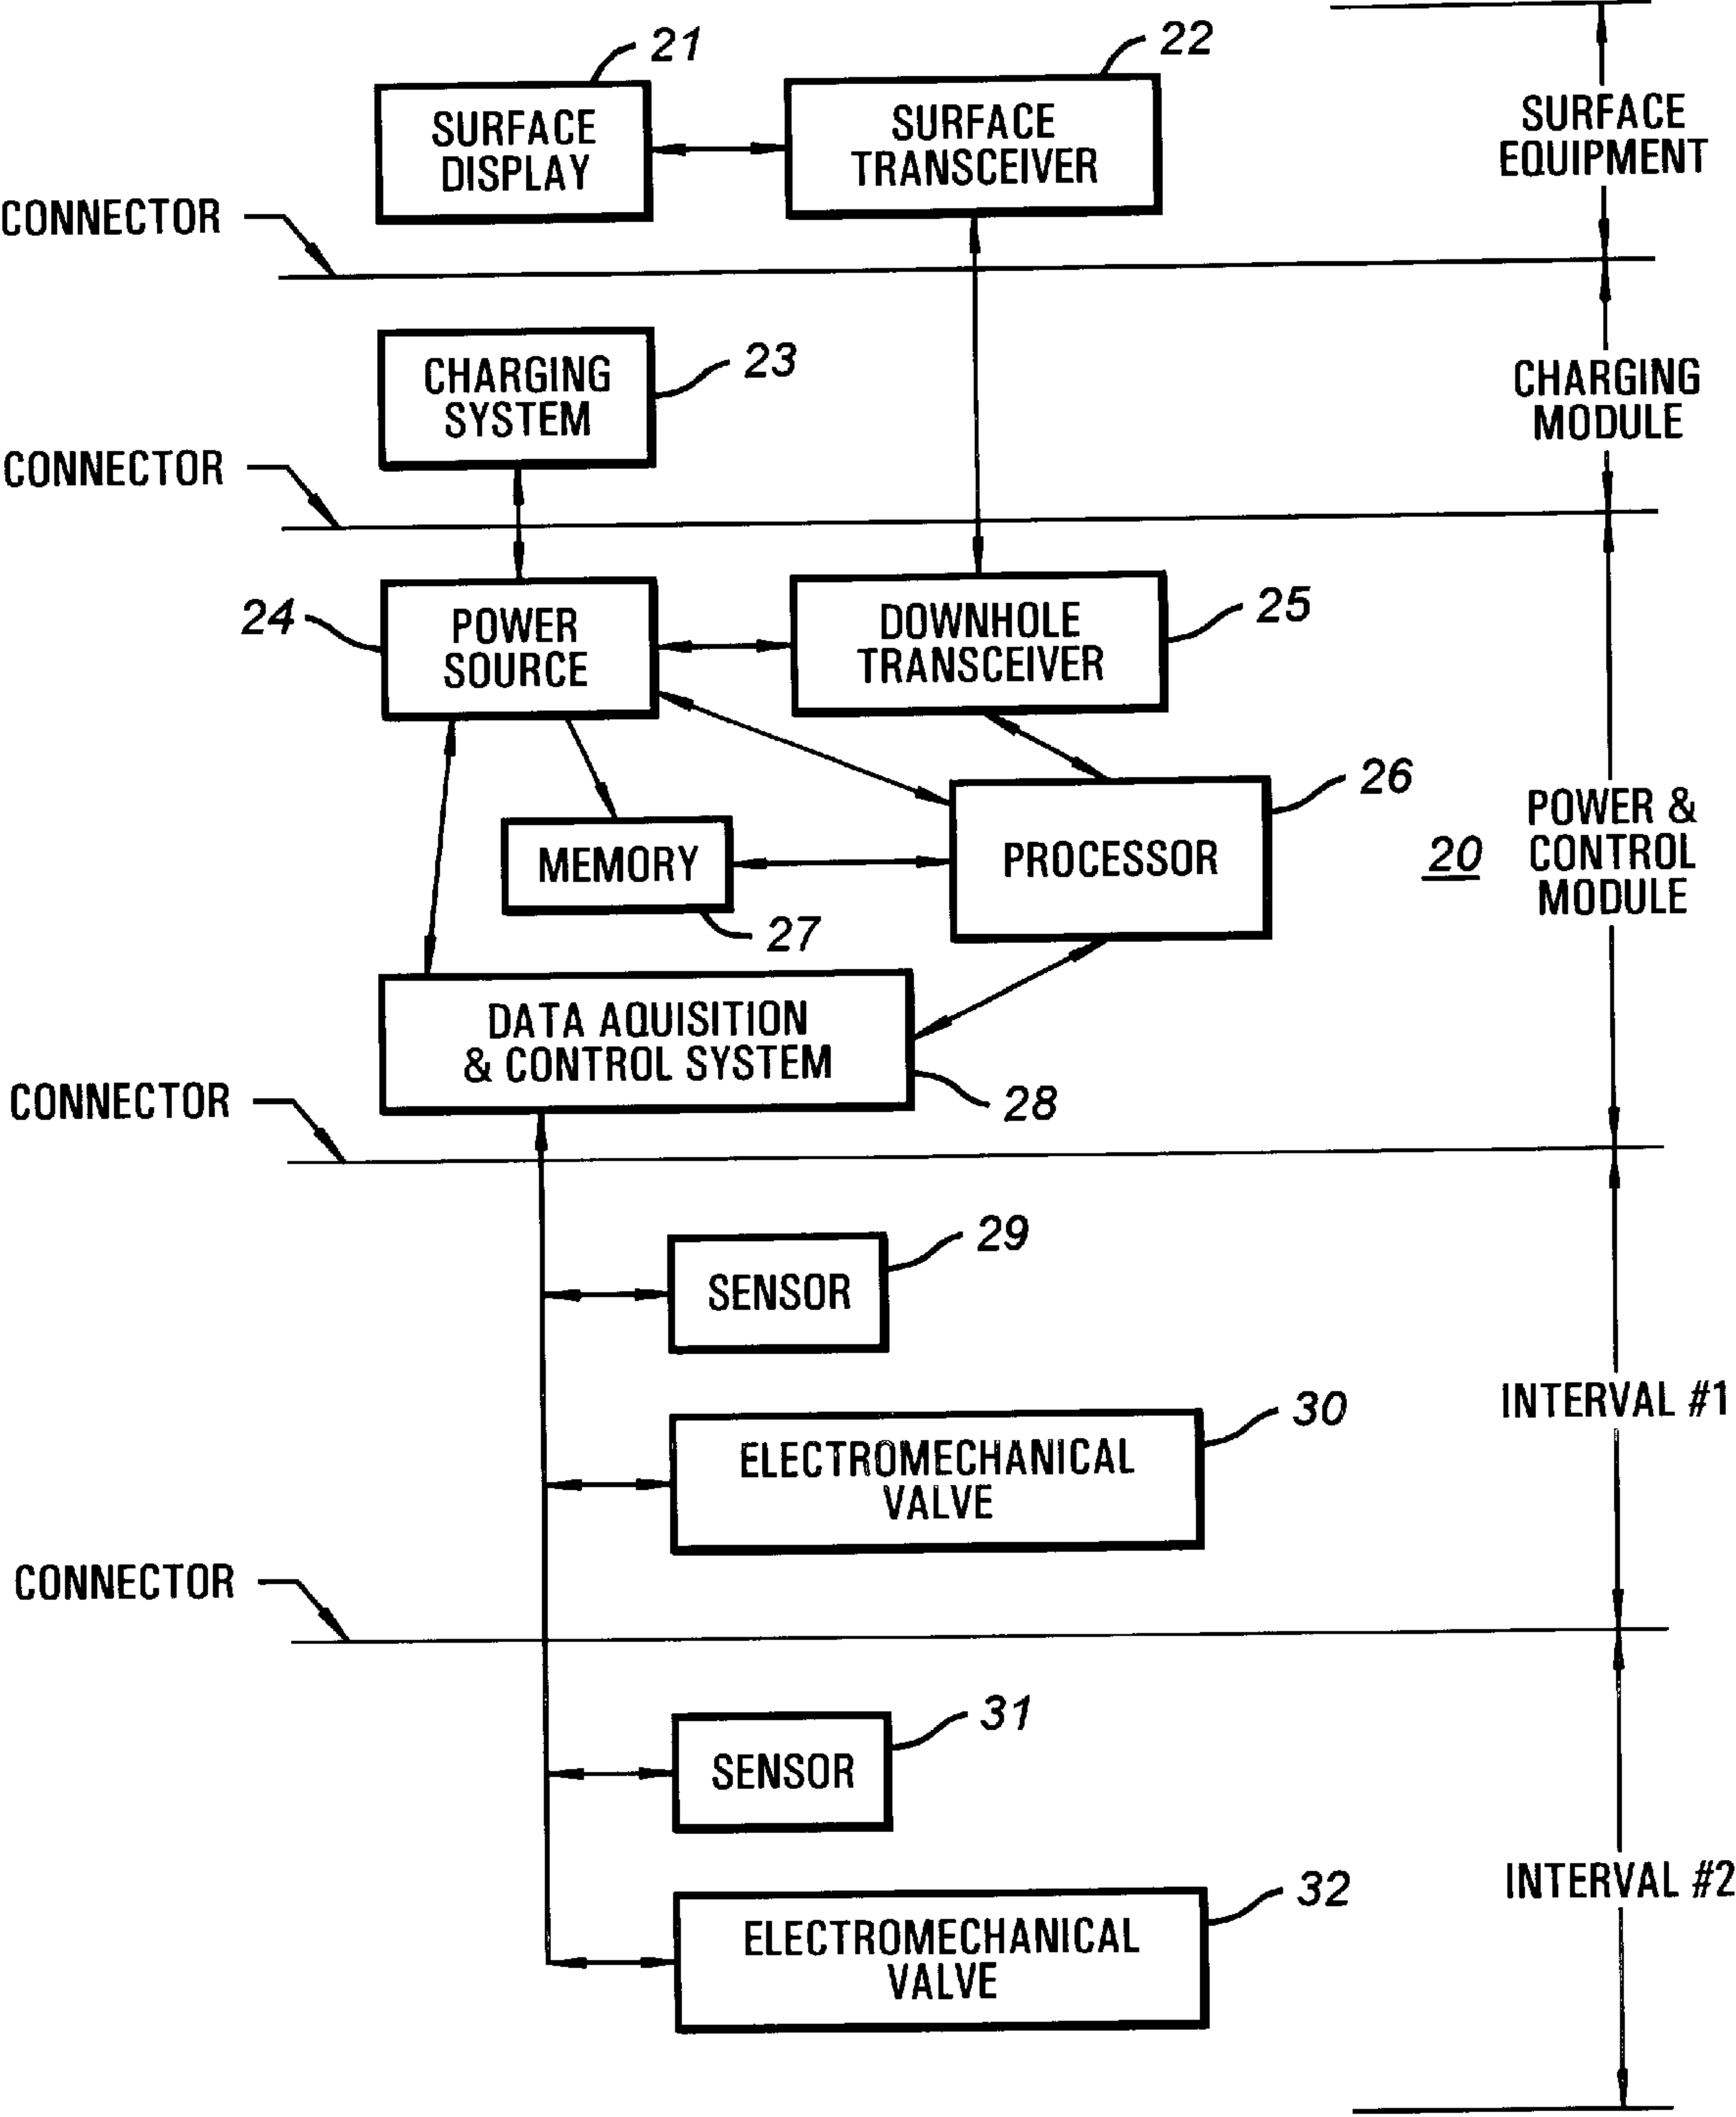 21
22
SURFACE
DISPLAY
SURFACE
TRANSCEIVER
SURFACE
EQUIPMENT
CONNECTOR
CHARGING
SYSTEM
23
CHARGING
MODULE
CONNECTOR
24
POWER
SOURCE
DOWNHOLE
TRANSCEIVER
25
26
MEMORY
PROCESSOR
20
POWER &
CONTROL
MODULE
27
DATA AQUISITION
& CONTROL SYSTEM
28
CONNECTOR
29
SENSOR
30
ELECTROMECHANICAL
VALVE
INTERVAL #1
CONNECTOR
31
SENSOR
32
ELECTROMECHANICAL
VALVE
INTERVAL #2